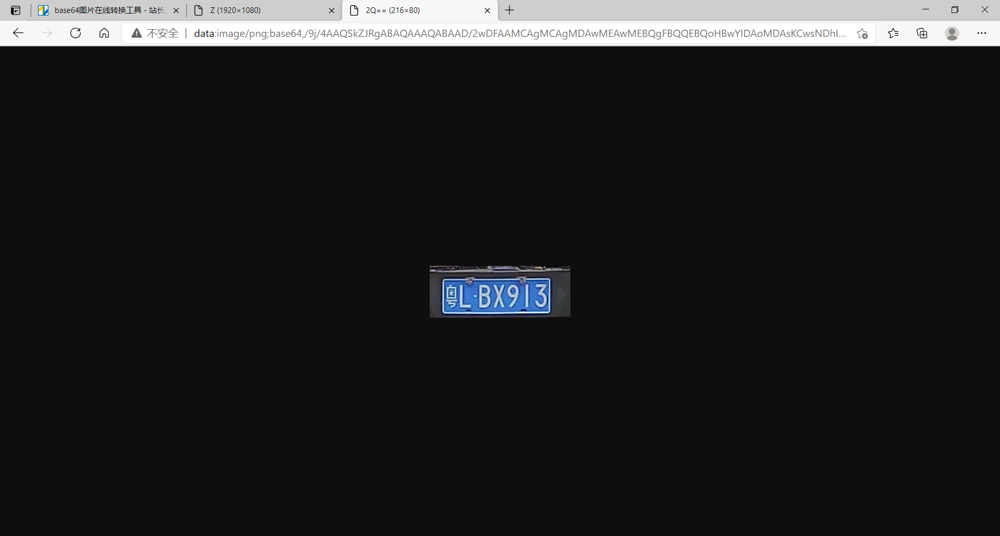 base64图片在线转换工具 - 站长
Z (1920×1080)
2Q== (216×80)
不安全
data:image/png;base64,/9j/4AAQSkZJRgABAQAAAQABAAD/2wDFAAMCAgMCAgMDAwMEAwMEBQgFBQQEBQoHBwYIDAoMDAsKCwsNDhI...
粤L·BX913